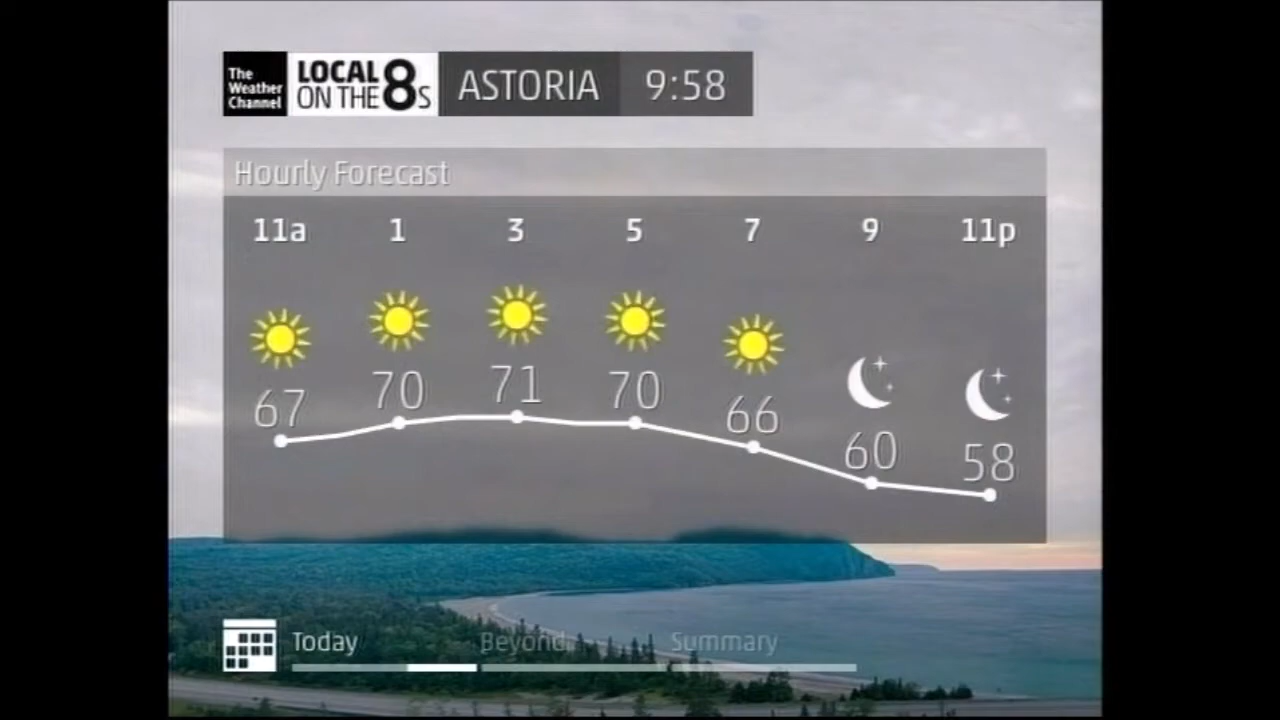 The Weather Channel LOCAL ON THE 8s ASTORIA 9:58
Hourly Forecast
11a 1 3 5 7 9 11p
67 70 71 70 66 60 58
Today Beyond Summary